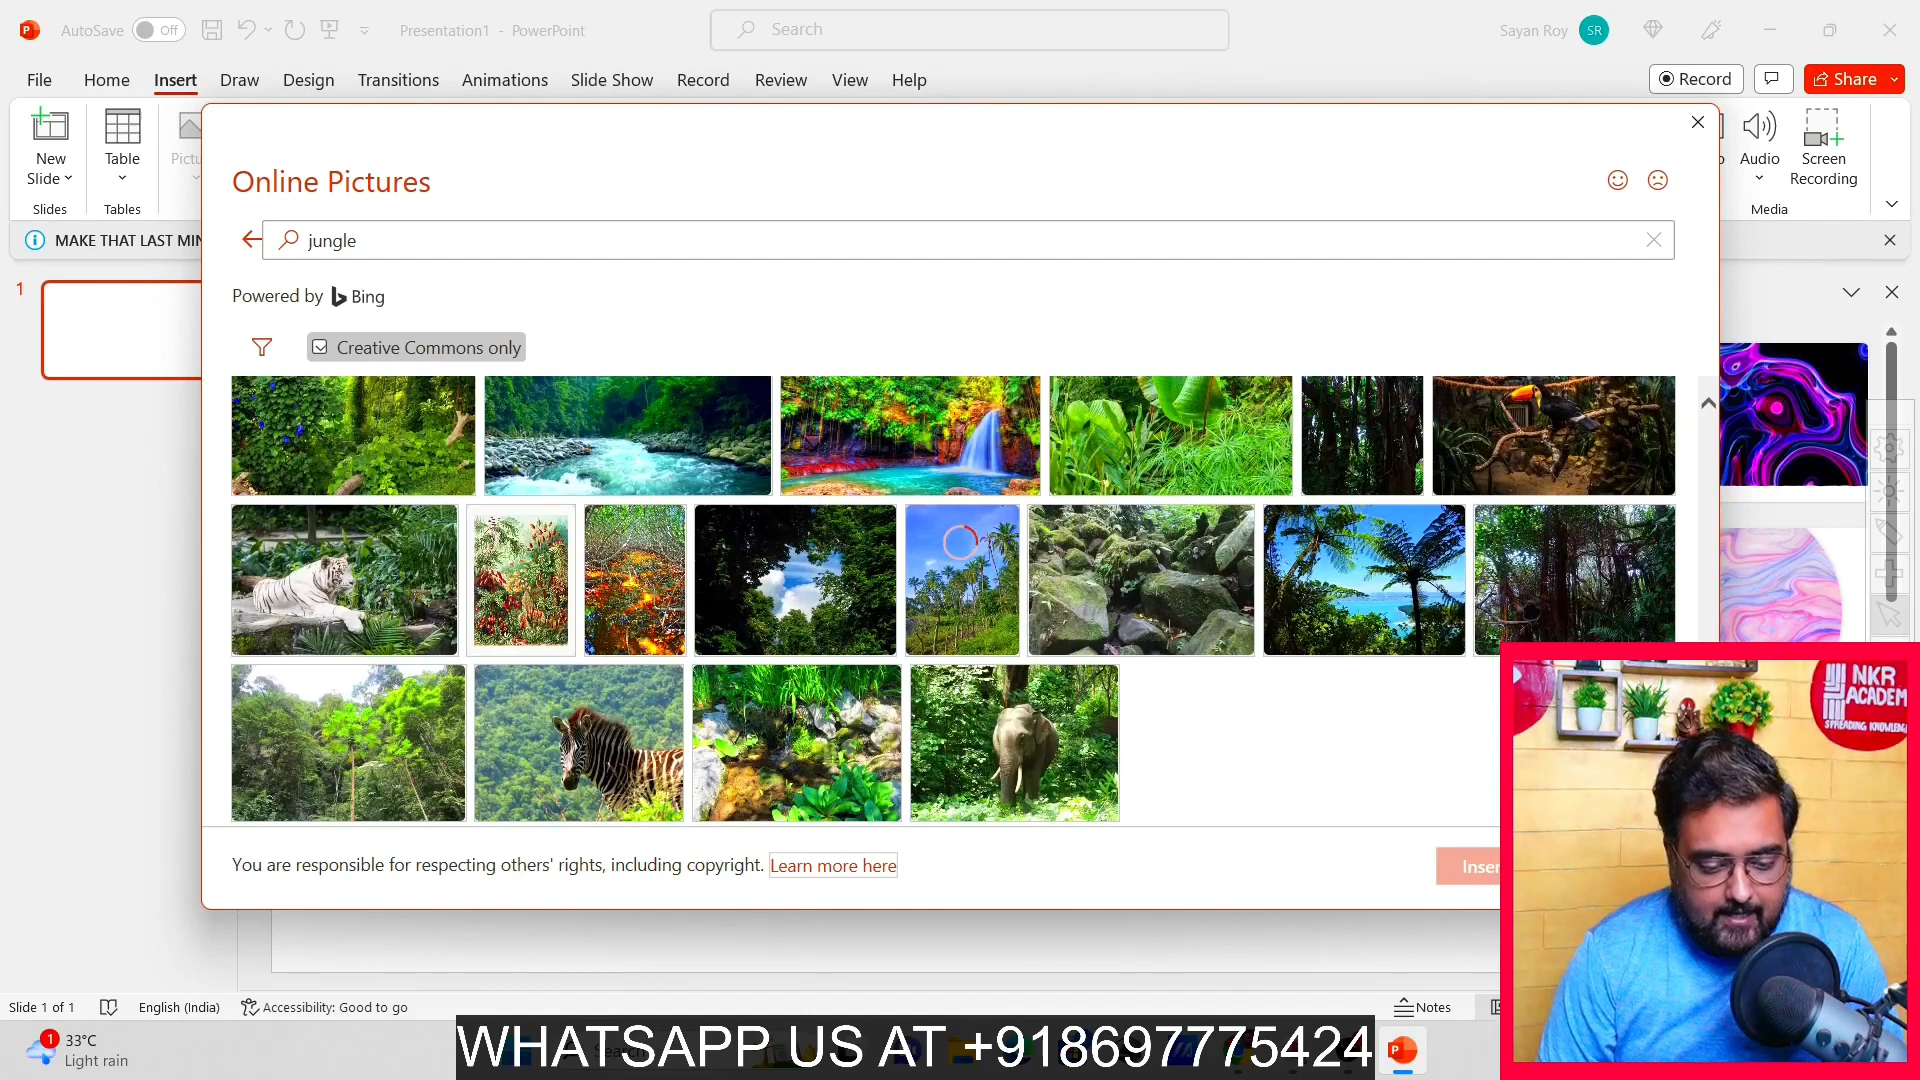 AutoSave Off Presentation1 - PowerPoint Search Sayan Roy SR
File Home Insert Draw Design Transitions Animations Slide Show Record Review View Help Record Share
New Slide
Table
Audio
Screen Recording
Slides Tables Media
MAKE THAT LAST
Online Pictures
jungle
1
Powered by Bing
Creative Commons only
You are responsible for respecting others' rights, including copyright. Learn more here
NKR
SPREADING
Slide 1 of 1 English (India) Accessibility: Good to go Notes
1 33°C
Light rain
WHATSAPP US AT +918697775424